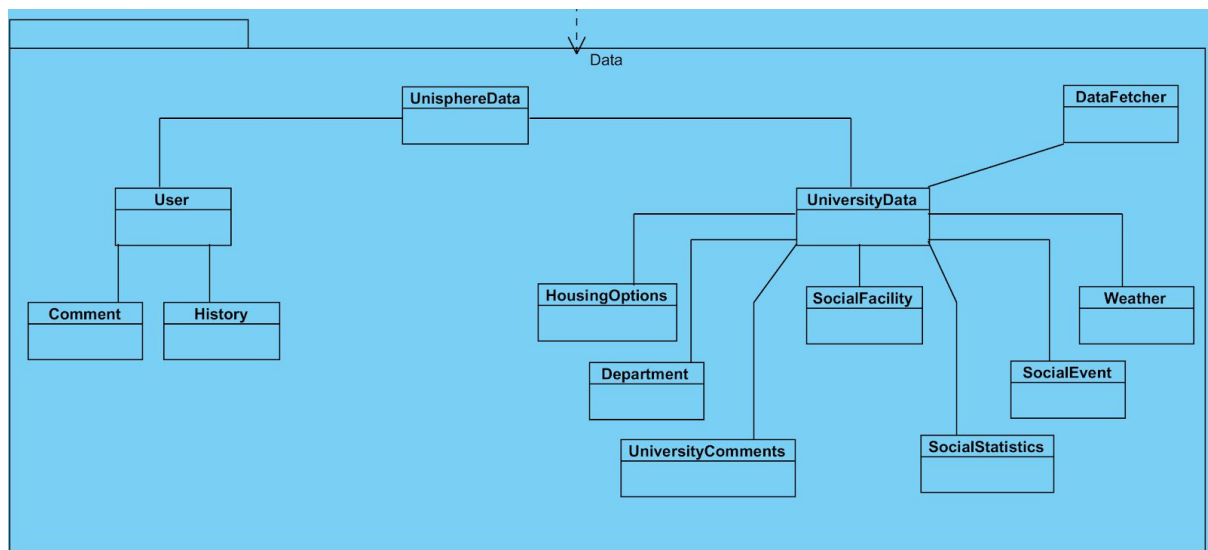 Data
UnisphereData
DataFetcher
User
UniversityData
HousingOptions
SocialFacility
Weather
Comment
History
Department
SocialEvent
UniversityComments
SocialStatistics